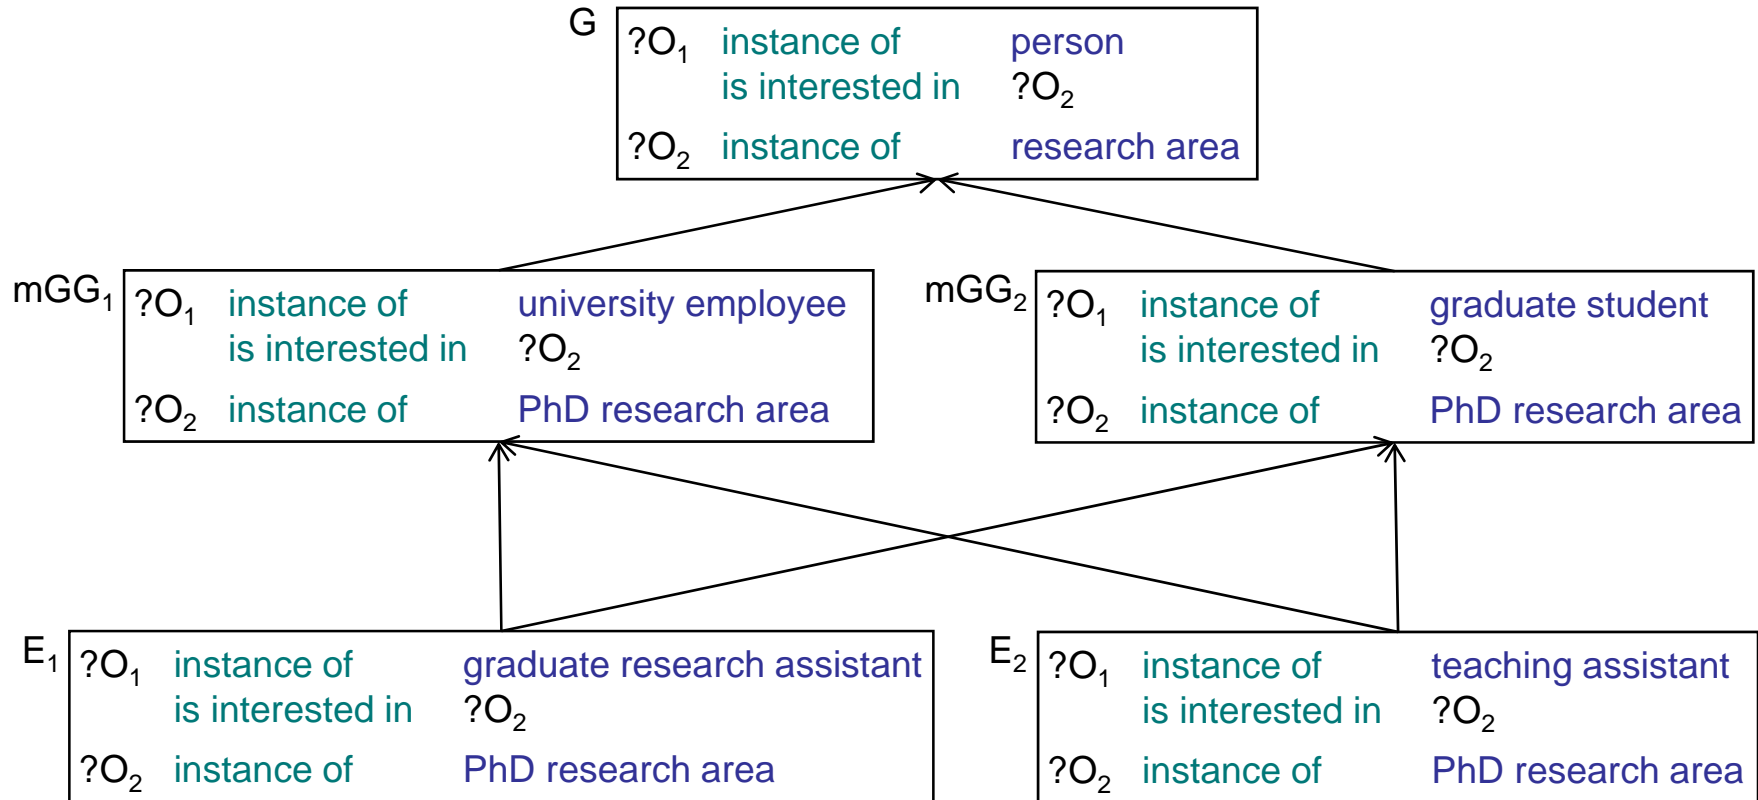 G
?O₁ instance of person
is interested in ?O₂
?O₂ instance of research area
mGG₁
?O₁ instance of university employee
is interested in ?O₂
?O₂ instance of PhD research area
mGG₂
?O₁ instance of graduate student
is interested in ?O₂
?O₂ instance of PhD research area
E₁
?O₁ instance of graduate research assistant
is interested in ?O₂
?O₂ instance of PhD research area
E₂
?O₁ instance of teaching assistant
is interested in ?O₂
?O₂ instance of PhD research area